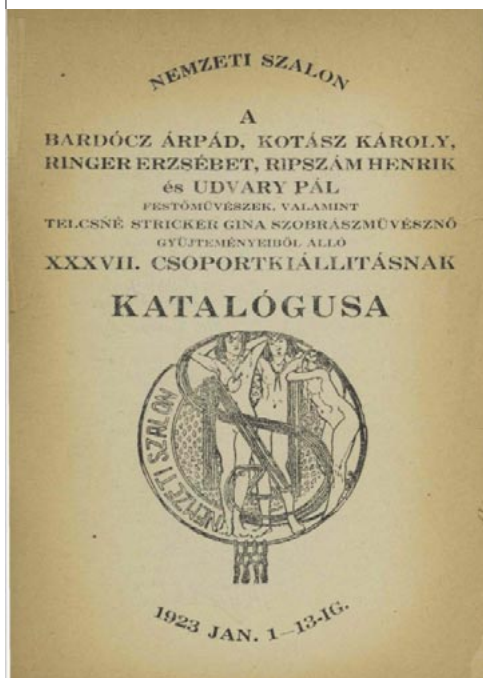 NEMZETI SZALON
A
BARDÓCZ ÁRPÁD, KOTÁSZ KÁROLY,
RINGER ERZSÉBET, RIPSZÁM HENRIK
és UDVARY PÁL
FESTŐMŰVÉSZEK, VALAMINT
TELCSNÉ STRICKER GINA SZOBRÁSZMŰVÉSZNŐ
GYÜJTEMÉNYEIBŐL ÁLLÓ
XXXVII. CSOPORTKIÁLLITÁSNAK
KATALÓGUSA
NEMZETI SZALON
1923 JAN. 1—13-IG.